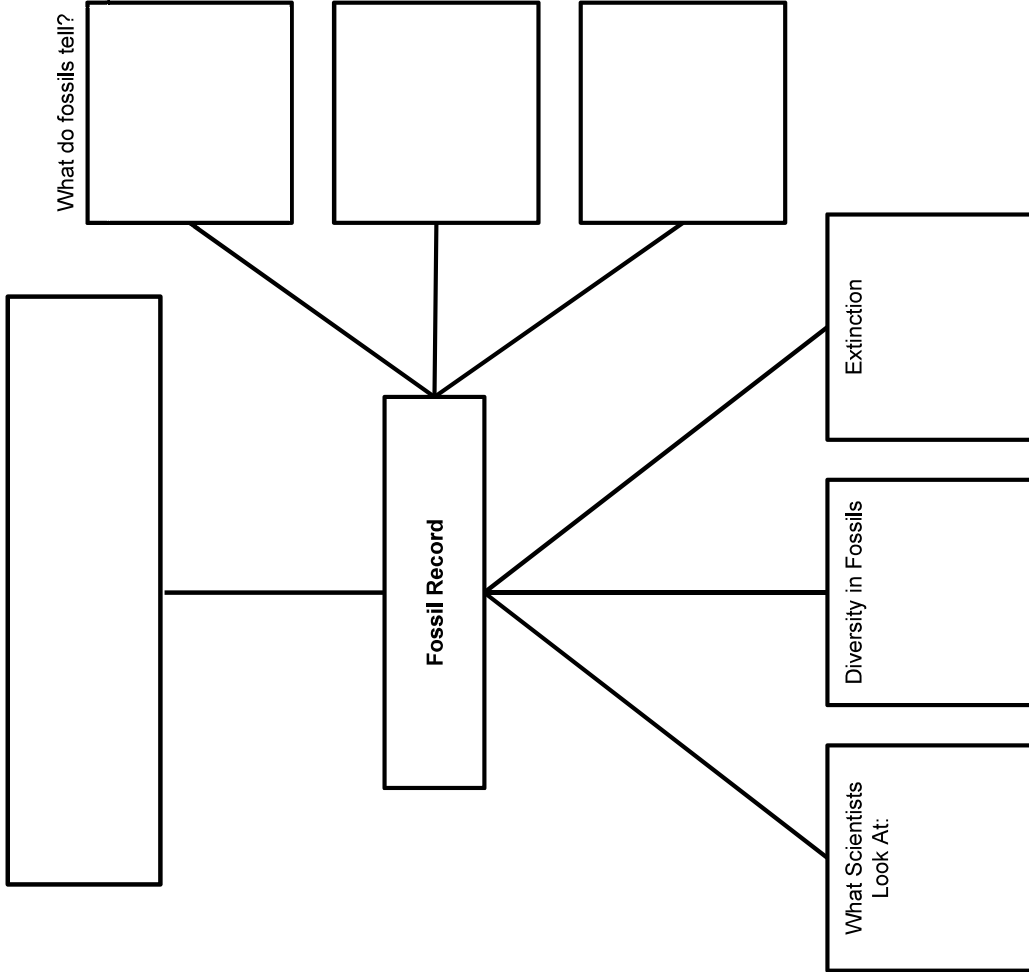 What do fossils tell?
Fossil Record
What Scientists
Look At:
Diversity in Fossils
Extinction